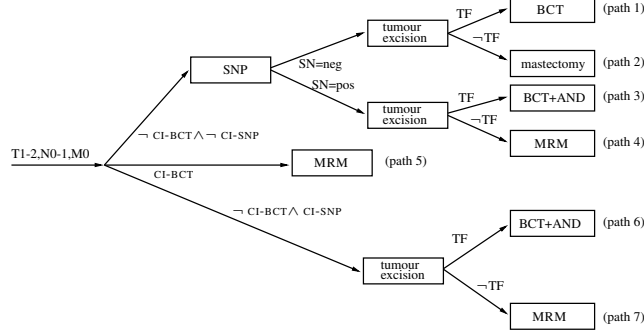 TF
BCT
(path 1)
tumour
excision
¬TF
mastectomy
(path 2)
SNP
SN=neg
SN=pos
TF
BCT+AND
(path 3)
tumour
excision
¬TF
MRM
(path 4)
¬ CI-BCT∧¬ CI-SNP
T1-2,N0-1,M0
MRM
(path 5)
CI-BCT
¬ CI-BCT∧ CI-SNP
TF
BCT+AND
(path 6)
tumour
excision
¬TF
MRM
(path 7)